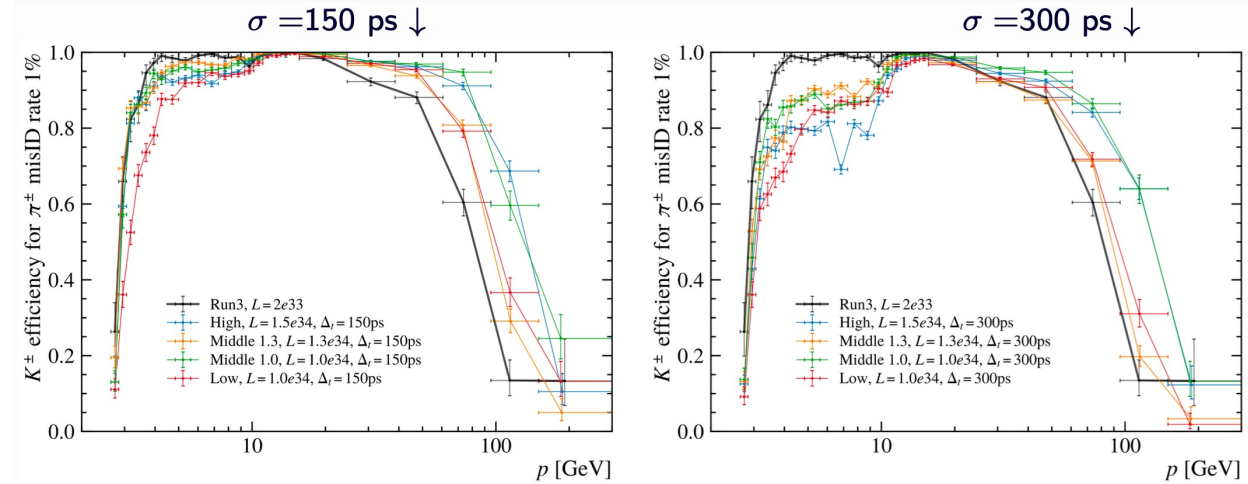 σ =150 ps ↓
K± efficiency for π± misID rate 1%
1.0
0.8
0.6
0.4
0.2
0.0
Run3, L = 2e33
High, L = 1.5e34, Δt = 150ps
Middle 1.3, L = 1.3e34, Δt = 150ps
Middle 1.0, L = 1.0e34, Δt = 150ps
Low, L = 1.0e34, Δt = 150ps
10
100
p [GeV]
σ =300 ps ↓
K± efficiency for π± misID rate 1%
1.0
0.8
0.6
0.4
0.2
0.0
Run3, L = 2e33
High, L = 1.5e34, Δt = 300ps
Middle 1.3, L = 1.3e34, Δt = 300ps
Middle 1.0, L = 1.0e34, Δt = 300ps
Low, L = 1.0e34, Δt = 300ps
10
100
p [GeV]